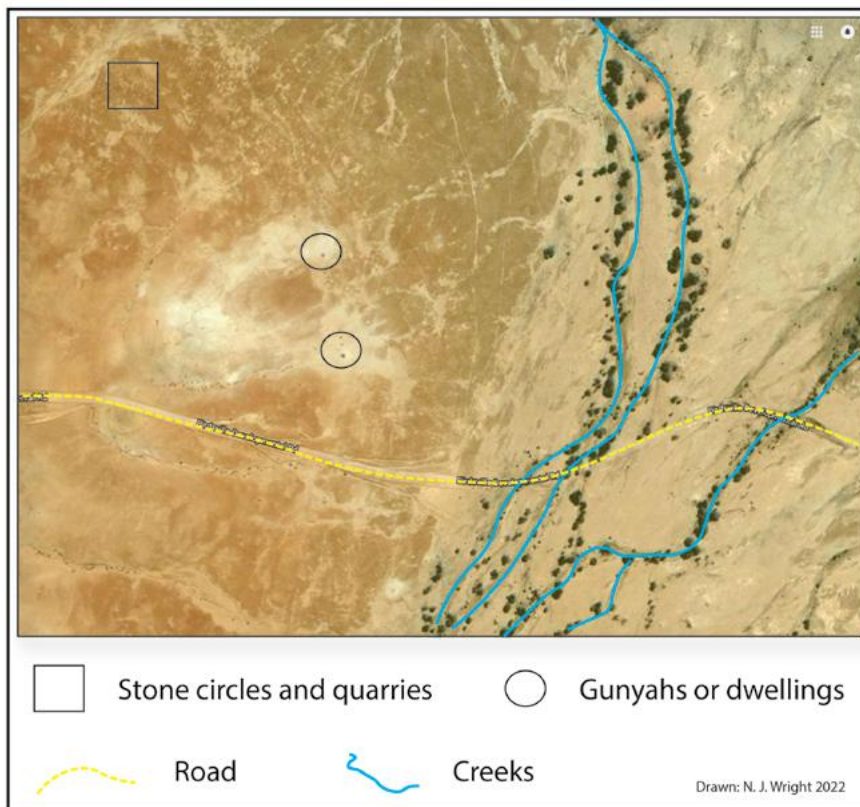 Stone circles and quarries
Gunyahs or dwellings
Road
Creeks
Drawn: N. J. Wright 2022